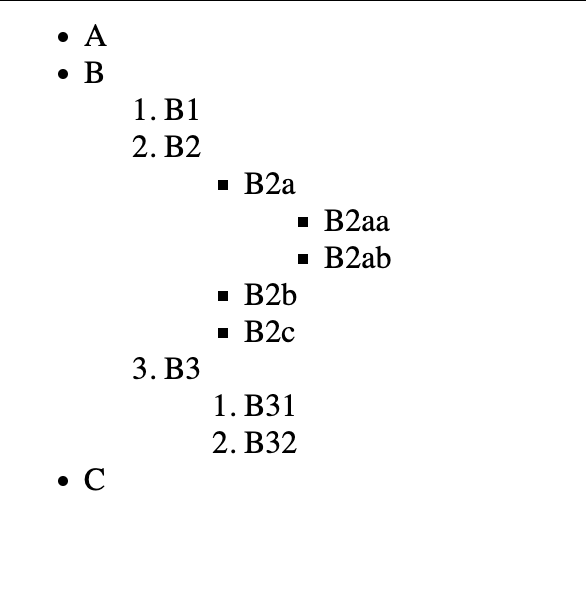 • A
• B
1. B1
2. B2
▪ B2a
▪ B2aa
▪ B2ab
▪ B2b
▪ B2c
3. B3
1. B31
2. B32
• C